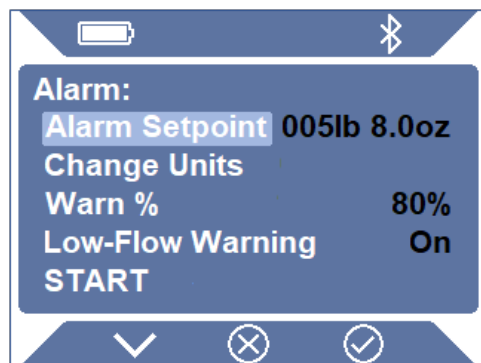 Alarm:
Alarm Setpoint 005lb 8.0oz
Change Units
Warn % 80%
Low-Flow Warning On
START